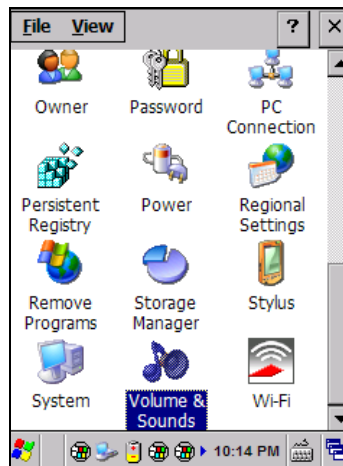 File View ? ×
Owner Password PC Connection
Persistent Registry Power Regional Settings
Remove Programs Storage Manager Stylus
System Volume & Sounds Wi-Fi
10:14 PM